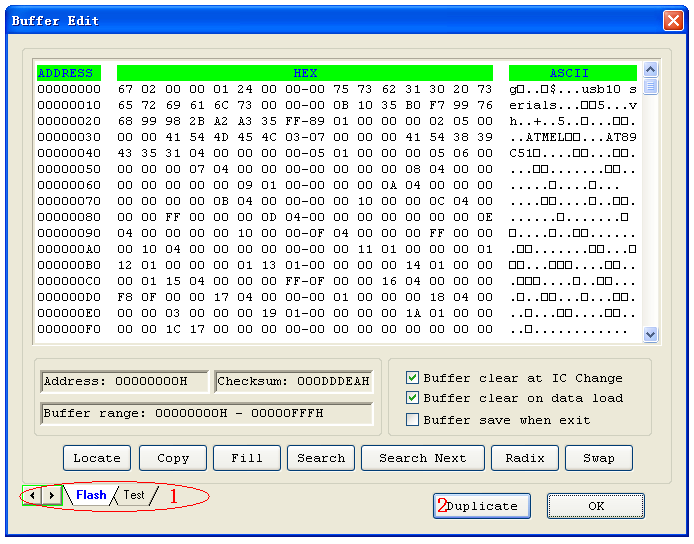 Buffer Edit
ADDRESS HEX ASCII
00000000 67 02 00 00 01 24 00 00-00 75 73 62 31 30 20 73 g□..□$...usb10 s
00000010 65 72 69 61 6C 73 00 00-00 0B 10 35 B0 F7 99 76 erials...□□5...v
00000020 68 99 98 2B A2 A3 35 FF-89 01 00 00 00 02 05 00 h..+..5..□...□□.
00000030 00 00 41 54 4D 45 4C 03-07 00 00 00 41 54 38 39 ..ATMEL□□...AT89
00000040 43 35 31 04 00 00 00 00-05 01 00 00 00 05 06 00 C51□....□□...□□.
00000050 00 00 00 07 04 00 00 00-00 00 00 00 08 04 00 00 ...□□.......□□..
00000060 00 00 00 00 09 01 00 00-00 00 0A 04 00 00 00 00
00000070 00 00 00 00 0B 04 00 00-00 10 00 00 00 0C 04 00 ....□□...□...□□.
00000080 00 00 FF 00 00 00 0D 04-00 00 00 00 00 00 00 0E
00000090 04 00 00 00 00 10 00 00-0F 04 00 00 00 FF 00 00 □....□..□□......
000000A0 00 10 04 00 00 00 00 00-00 00 11 01 00 00 00 01 .□□.......□□...□
000000B0 12 01 00 00 00 01 13 01-00 00 00 00 14 01 00 00 □□...□□□....□□..
000000C0 00 01 15 04 00 00 00 FF-0F 00 00 16 04 00 00 00 .□□□....□..□□...
000000D0 F8 0F 00 00 17 04 00 00-00 01 00 00 00 18 04 00 .□..□□...□...□□.
000000E0 00 00 03 00 00 00 19 01-00 00 00 00 1A 01 00 00 ..□...□□....□□..
000000F0 00 00 1C 17 00 00 00 00-00 00 00 00 00 00 00 00 ..□□............
Address: 00000000H Checksum: 000DDDEAH
Buffer range: 00000000H - 00000FFFH
Buffer clear at IC Change
Buffer clear on data load
Buffer save when exit
Locate Copy Fill Search Search Next Radix Swap
Flash Test 1
2 Duplicate OK